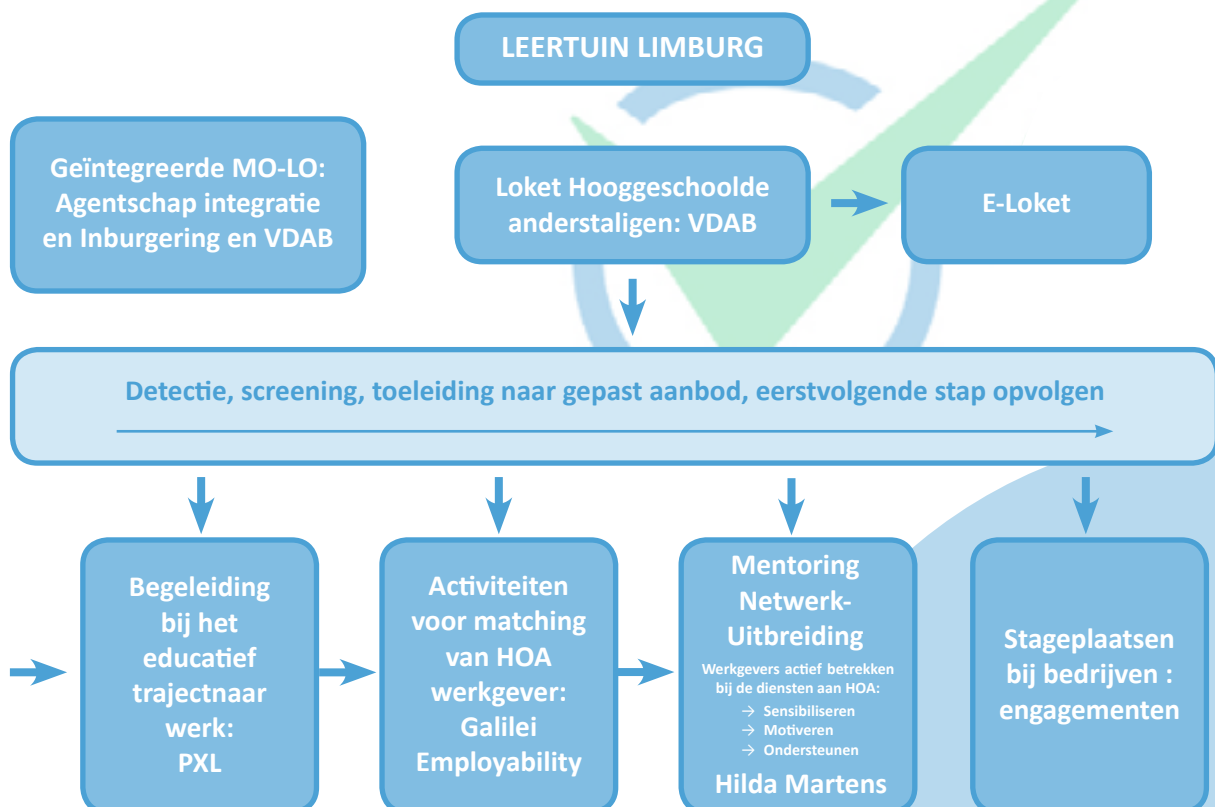 LEERTUIN LIMBURG
Geïntegreerde MO-LO:
Agentschap integratie
en Inburgering en VDAB
Loket Hooggeschoolde
anderstaligen: VDAB
E-Loket
Detectie, screening, toeleiding naar gepast aanbod, eerstvolgende stap opvolgen
Begeleiding
bij het
educatief
trajectnaar
werk:
PXL
Activiteiten
voor matching
van HOA
werkgever:
Galilei
Employability
Mentoring
Netwerk-
Uitbreiding
Werkgevers actief betrekken
bij de diensten aan HOA:
→ Sensibiliseren
→ Motiveren
→ Ondersteunen
Hilda Martens
Stageplaatsen
bij bedrijven :
engagementen